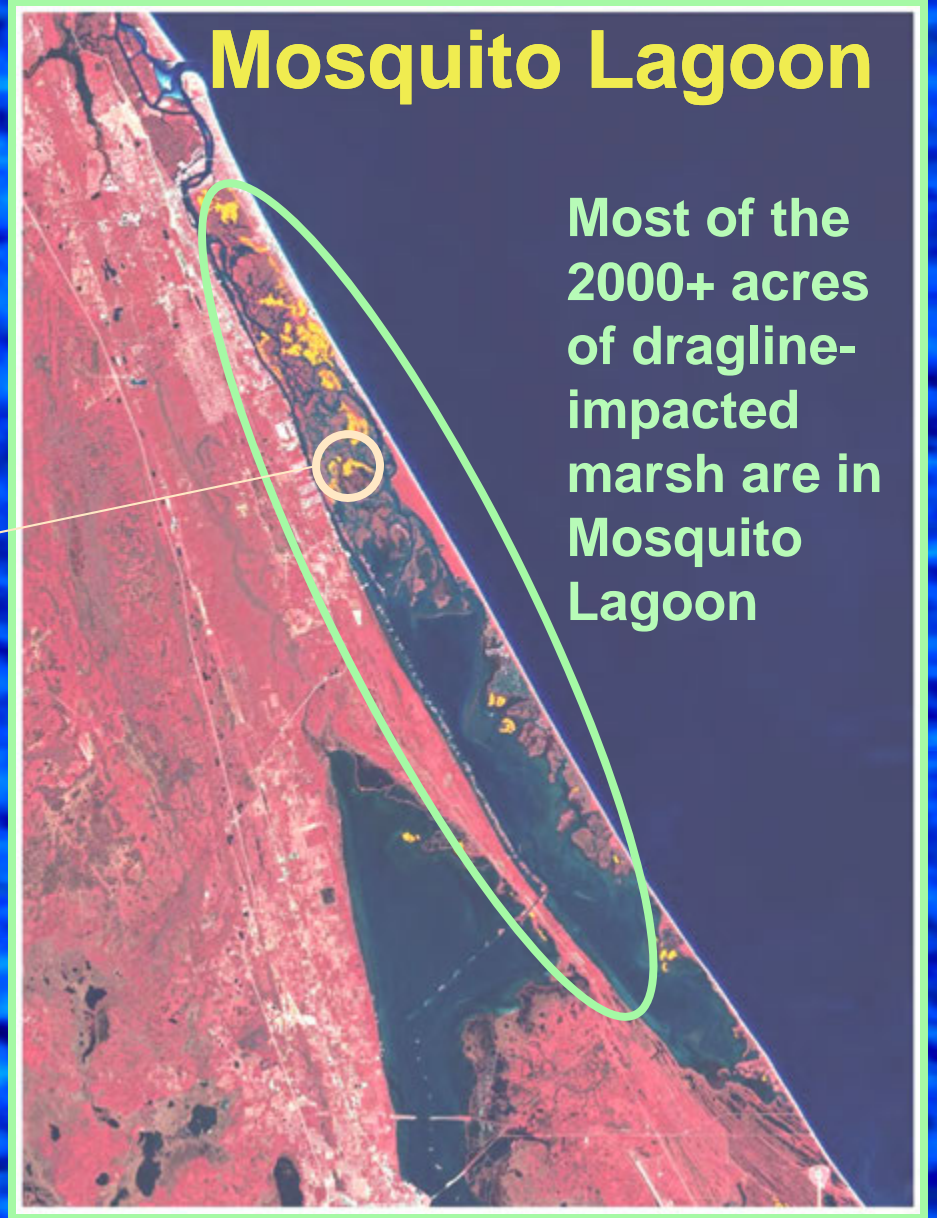 Mosquito Lagoon
Most of the
2000+ acres
of dragline-
impacted
marsh are in
Mosquito
Lagoon